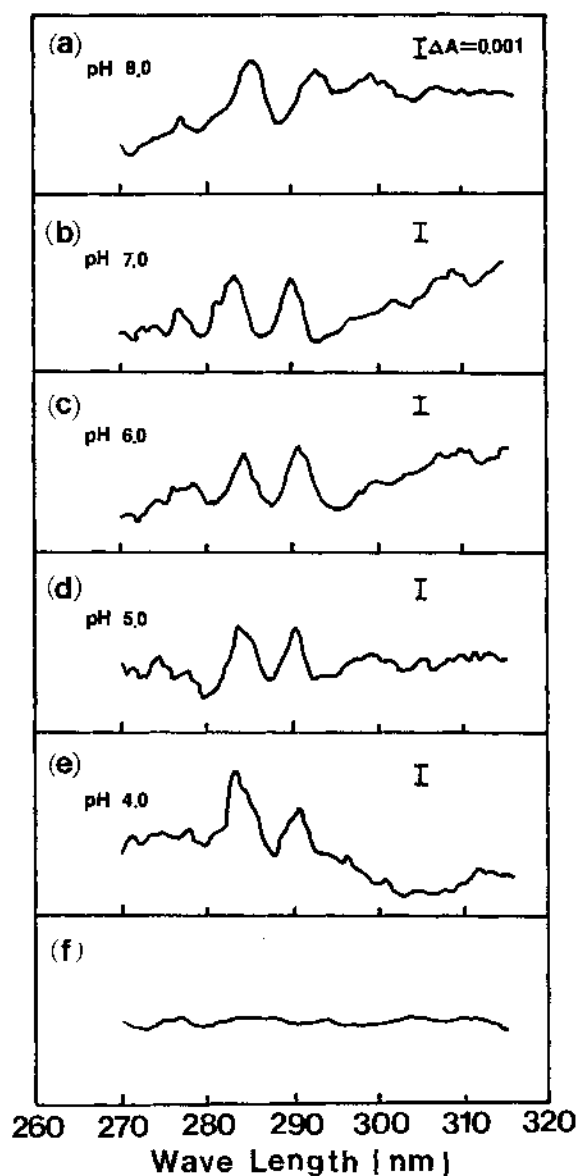 (a)
pH 8.0
ΔA=0.001
(b)
pH 7.0
(c)
pH 6.0
(d)
pH 5.0
(e)
pH 4.0
(f)
260 270 280 290 300 310 320
Wave Length (nm)